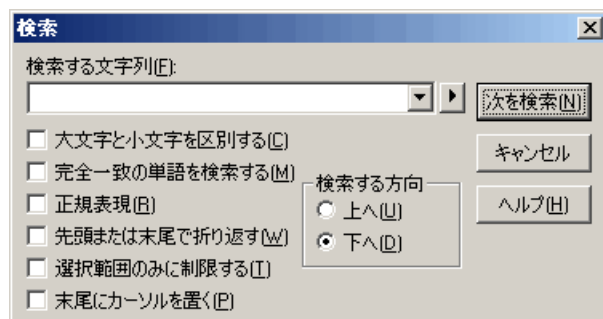 検索
検索する文字列(F):
次を検索(N)
大文字と小文字を区別する(C)
キャンセル
完全一致の単語を検索する(M)
検索する方向
正規表現(R)
上へ(U)
ヘルプ(H)
先頭または末尾で折り返す(W)
下へ(D)
選択範囲のみに制限する(T)
末尾にカーソルを置く(P)